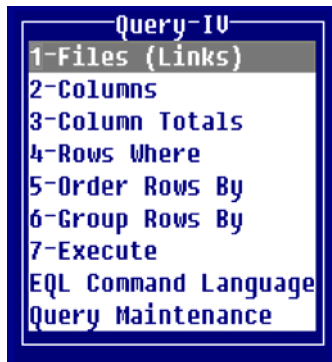 Query-IV
1-Files (Links)
2-Columns
3-Column Totals
4-Rows Where
5-Order Rows By
6-Group Rows By
7-Execute
EQL Command Language
Query Maintenance